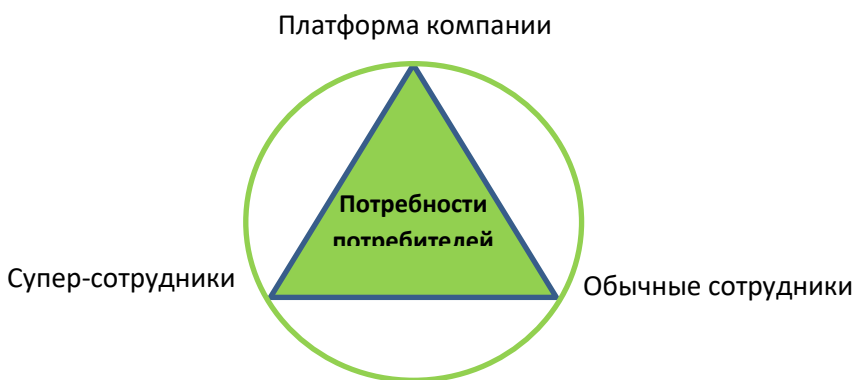 Платформа компании
Потребности
потребителей
Супер-сотрудники
Обычные сотрудники